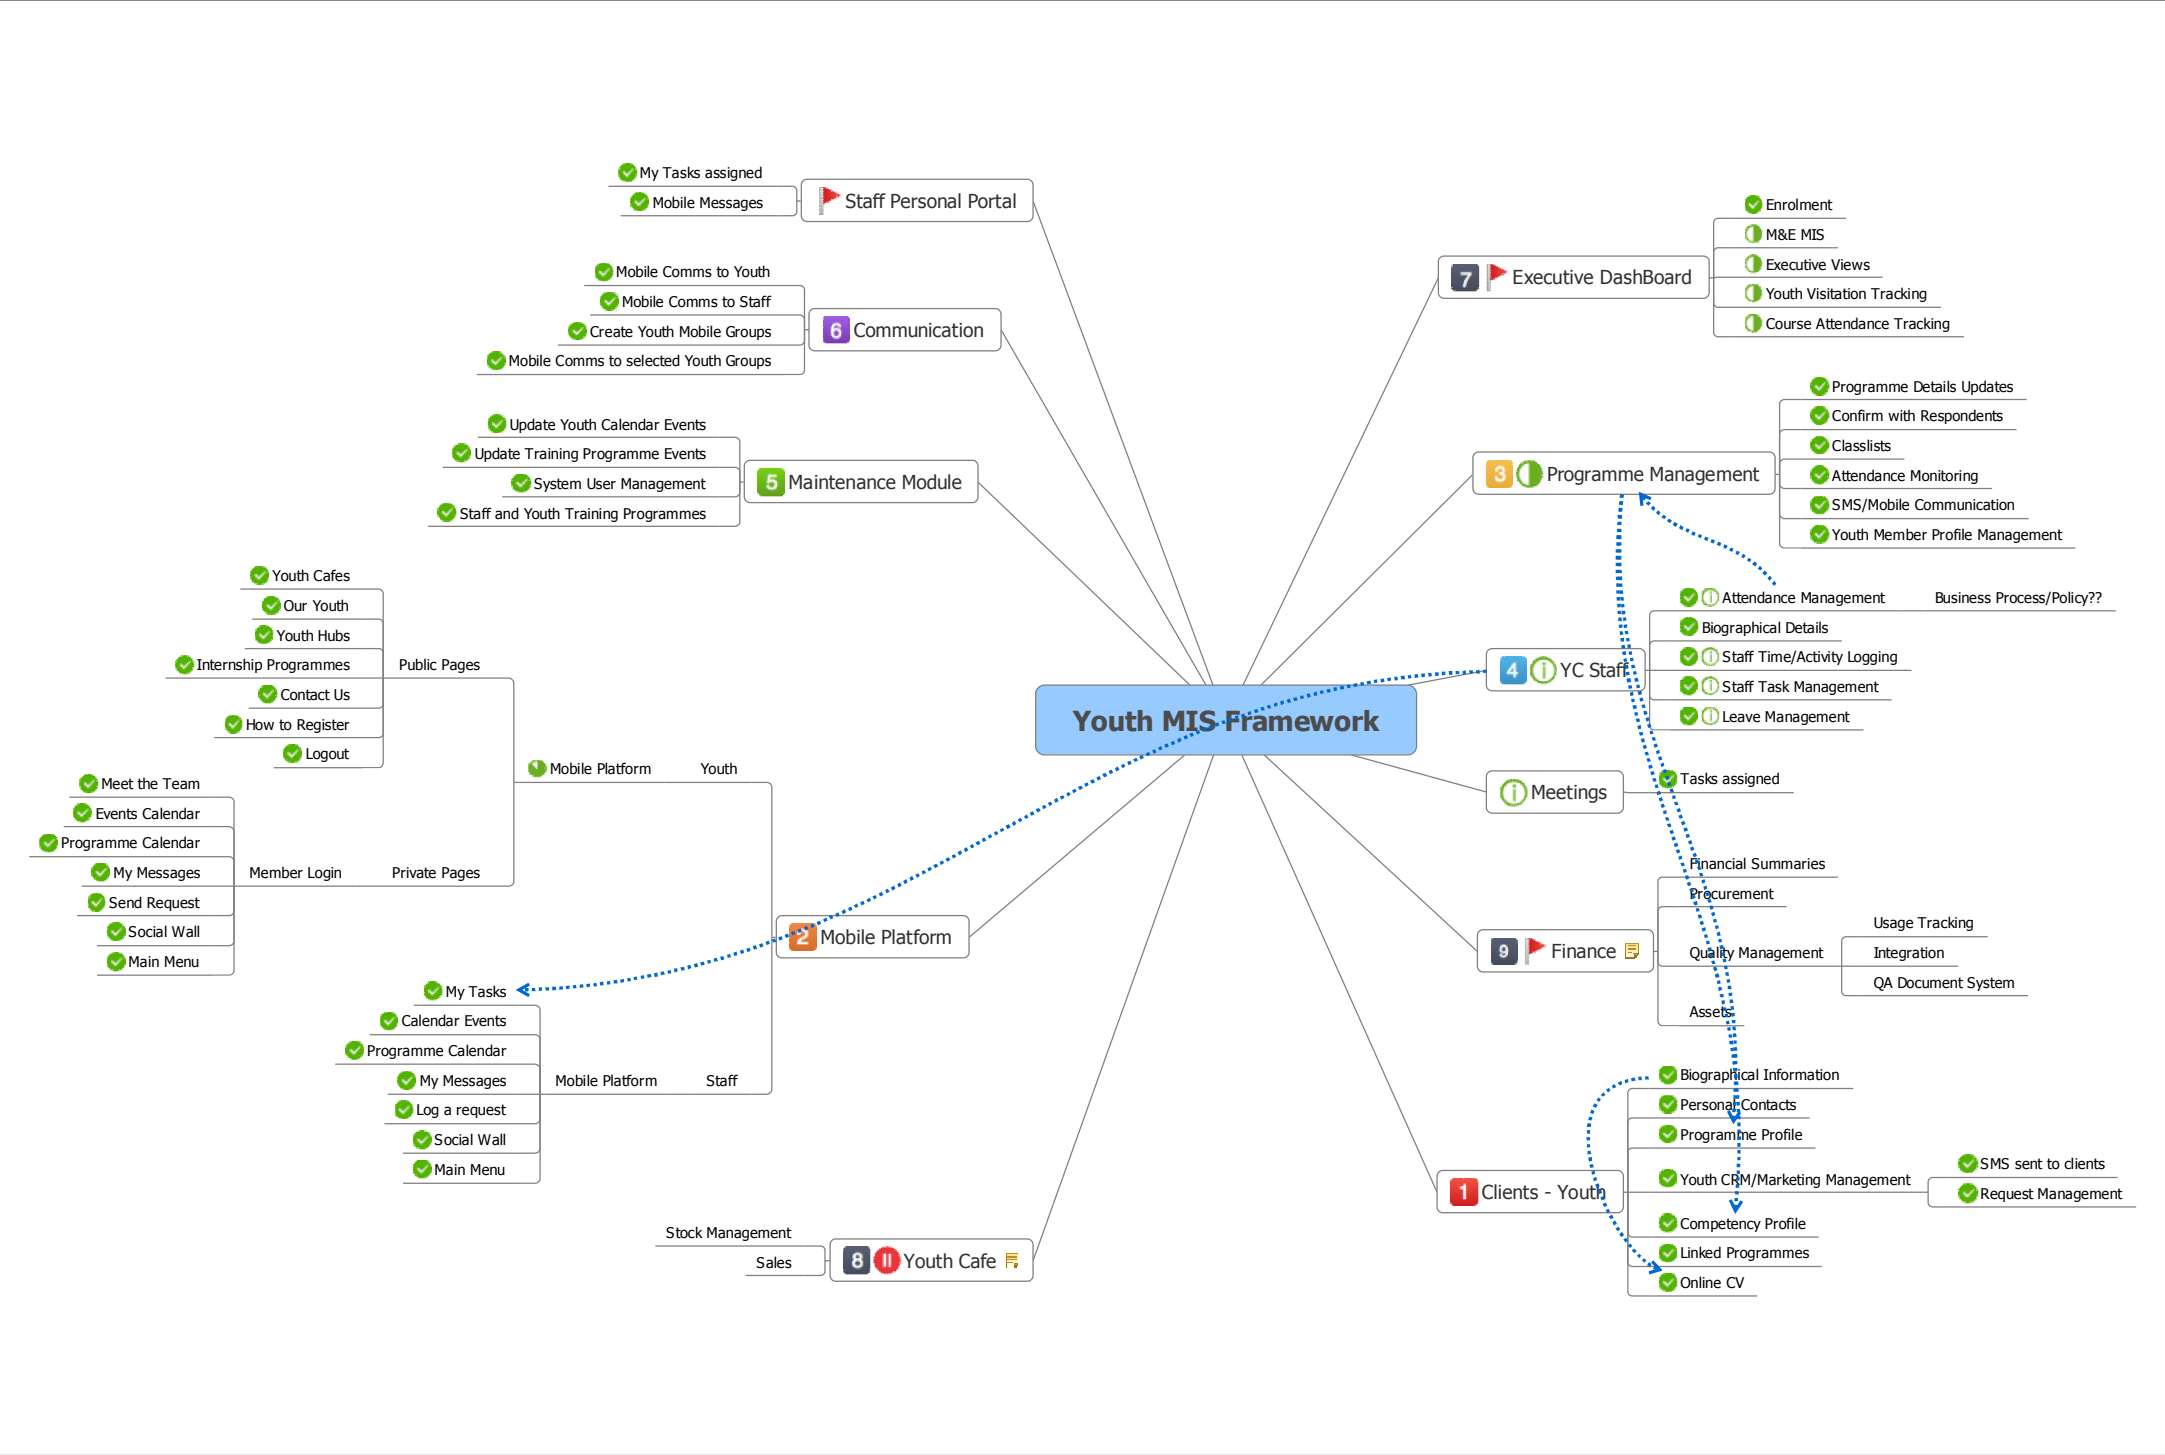 My Tasks assigned
Mobile Messages
Staff Personal Portal
Mobile Comms to Youth
Mobile Comms to Staff
Create Youth Mobile Groups
Mobile Comms to selected Youth Groups
6 Communication
Update Youth Calendar Events
Update Training Programme Events
System User Management
Staff and Youth Training Programmes
5 Maintenance Module
Youth Cafes
Our Youth
Youth Hubs
Internship Programmes
Contact Us
How to Register
Logout
Public Pages
Meet the Team
Events Calendar
Programme Calendar
My Messages
Send Request
Social Wall
Main Menu
Member Login
Private Pages
Mobile Platform
Youth
My Tasks
Calendar Events
Programme Calendar
My Messages
Log a request
Social Wall
Main Menu
Mobile Platform
Staff
2 Mobile Platform
Stock Management
Sales
8 Youth Cafe
Youth MIS Framework
7 Executive DashBoard
Enrolment
M&E MIS
Executive Views
Youth Visitation Tracking
Course Attendance Tracking
3 Programme Management
Programme Details Updates
Confirm with Respondents
Classlists
Attendance Monitoring
SMS/Mobile Communication
Youth Member Profile Management
4 YC Staff
Attendance Management
Business Process/Policy??
Biographical Details
Staff Time/Activity Logging
Staff Task Management
Leave Management
Meetings
Tasks assigned
9 Finance
Financial Summaries
Procurement
Quality Management
Usage Tracking
Integration
QA Document System
Assets
1 Clients - Youth
Biographical Information
Personal Contacts
Programme Profile
Youth CRM/Marketing Management
SMS sent to clients
Request Management
Competency Profile
Linked Programmes
Online CV